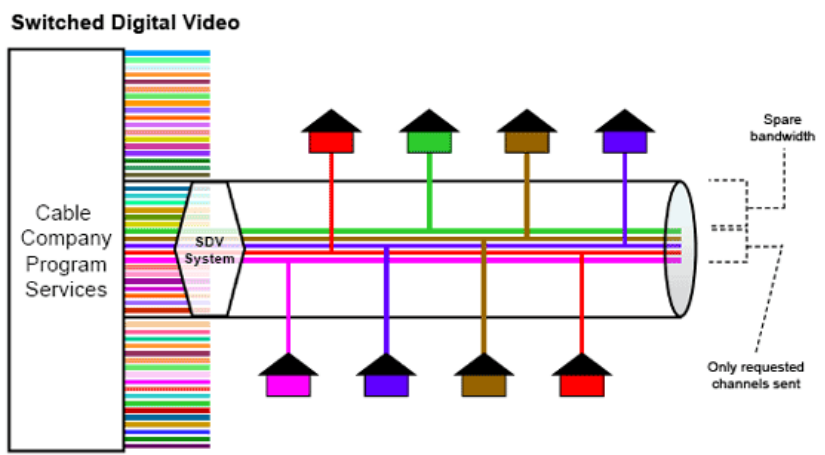 Switched Digital Video
Cable
Company
Program
Services
SDV
System
Spare
bandwidth
Only requested
channels sent